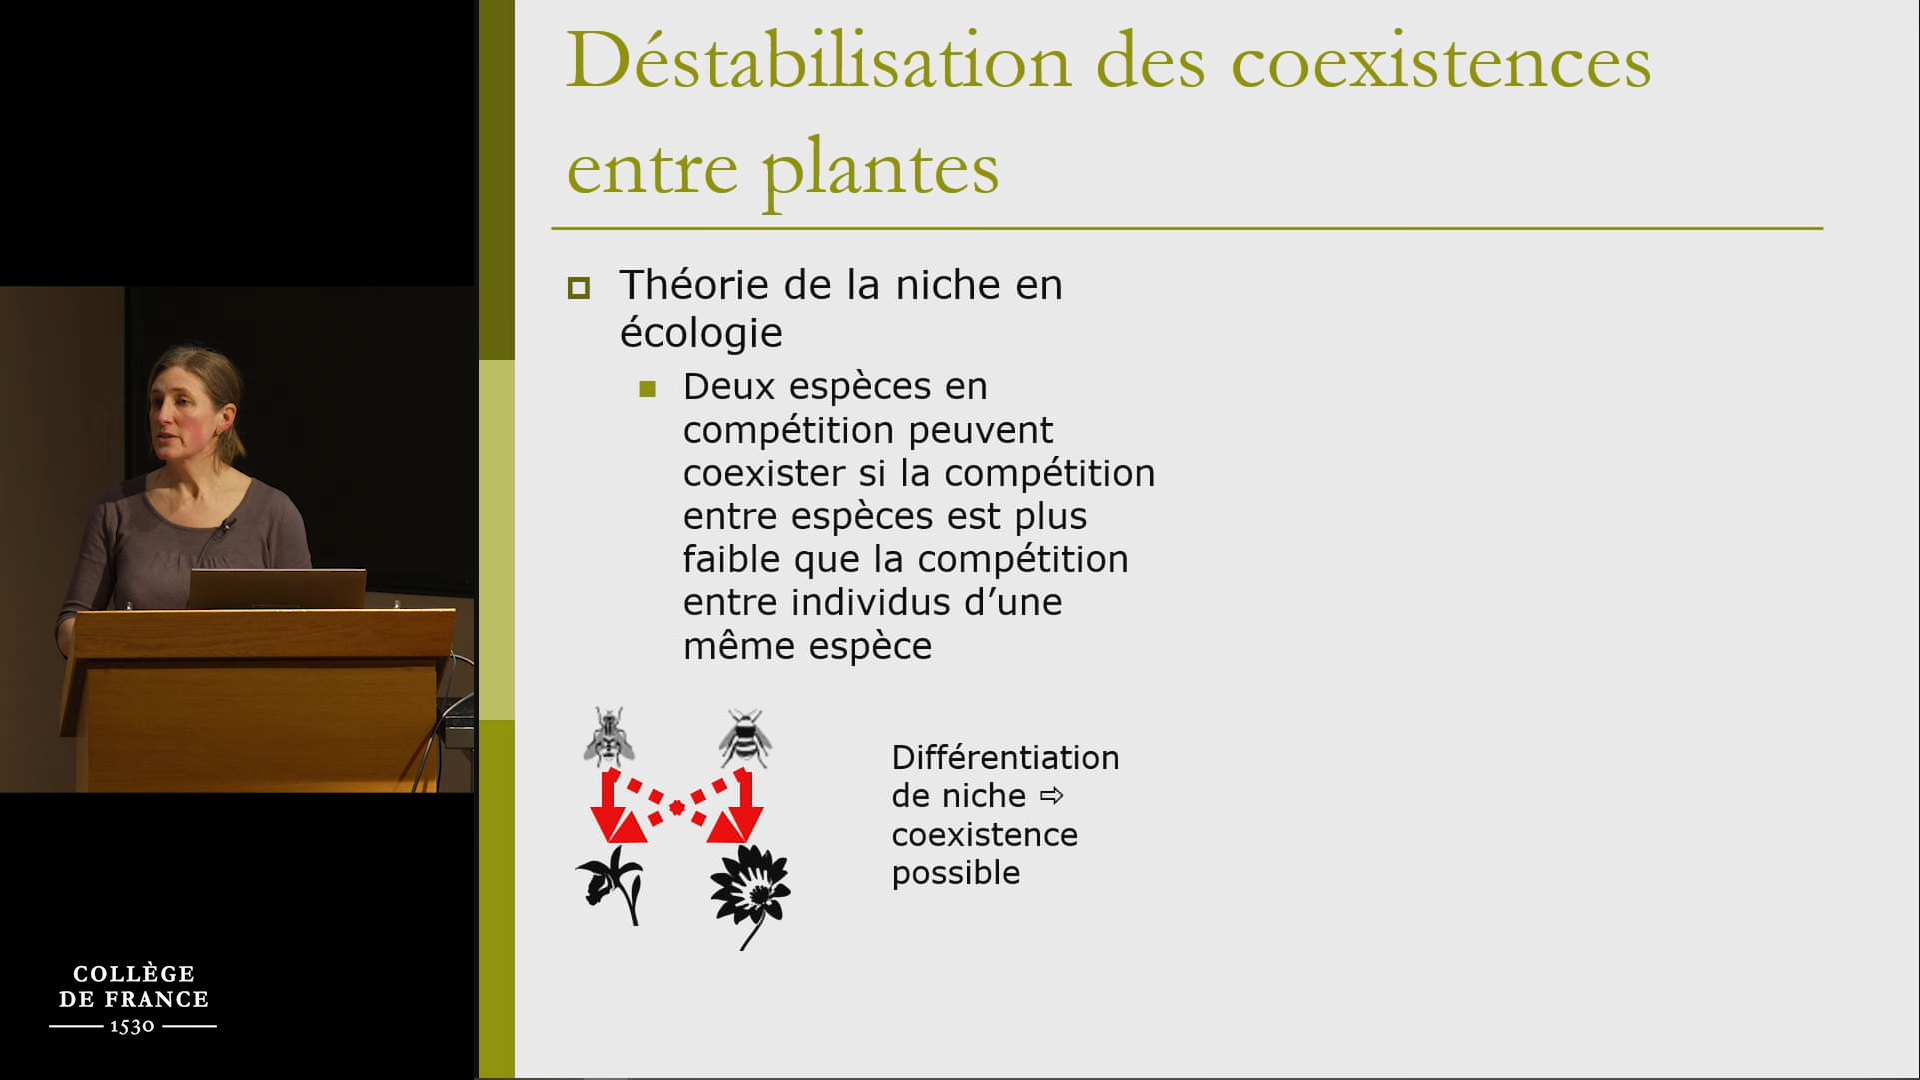 Déstabilisation des coexistences
entre plantes
Théorie de la niche en
écologie
Deux espèces en
compétition peuvent
coexister si la compétition
entre espèces est plus
faible que la compétition
entre individus d’une
même espèce
Différentiation
de niche ⇨
coexistence
possible
COLLÈGE
DE FRANCE
1530